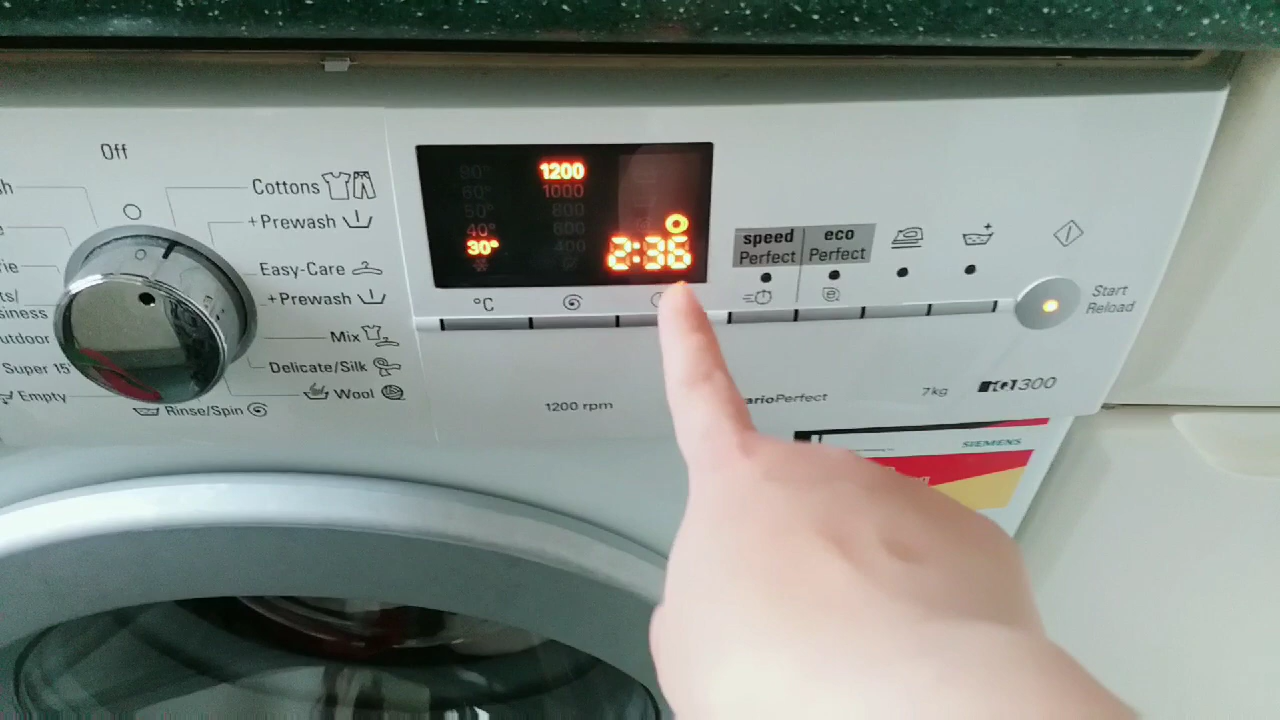 Off
Cottons
+Prewash
Easy-Care
+Prewash
Mix
Delicate/Silk
Wool
Rinse/Spin
Super 15
Empty
90°
60°
50°
40°
30°
1200
1000
800
600
400
2:36
°C
speed
Perfect
eco
Perfect
Start
Reload
1200 rpm
arioPerfect
7kg
iQ300
SIEMENS